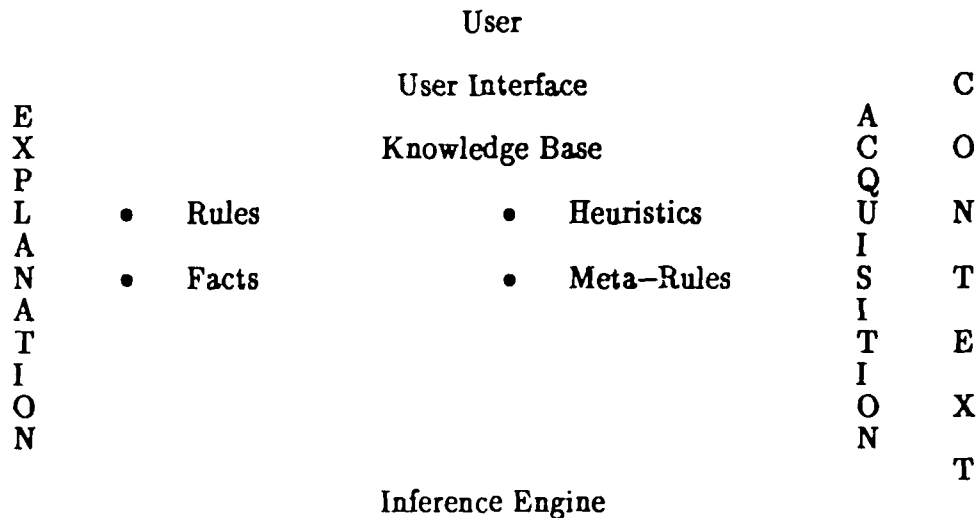 User
User Interface
Knowledge Base
• Rules
• Heuristics
• Facts
• Meta–Rules
Inference Engine
EXPLANATION
ACQUISITION
CONTEXT